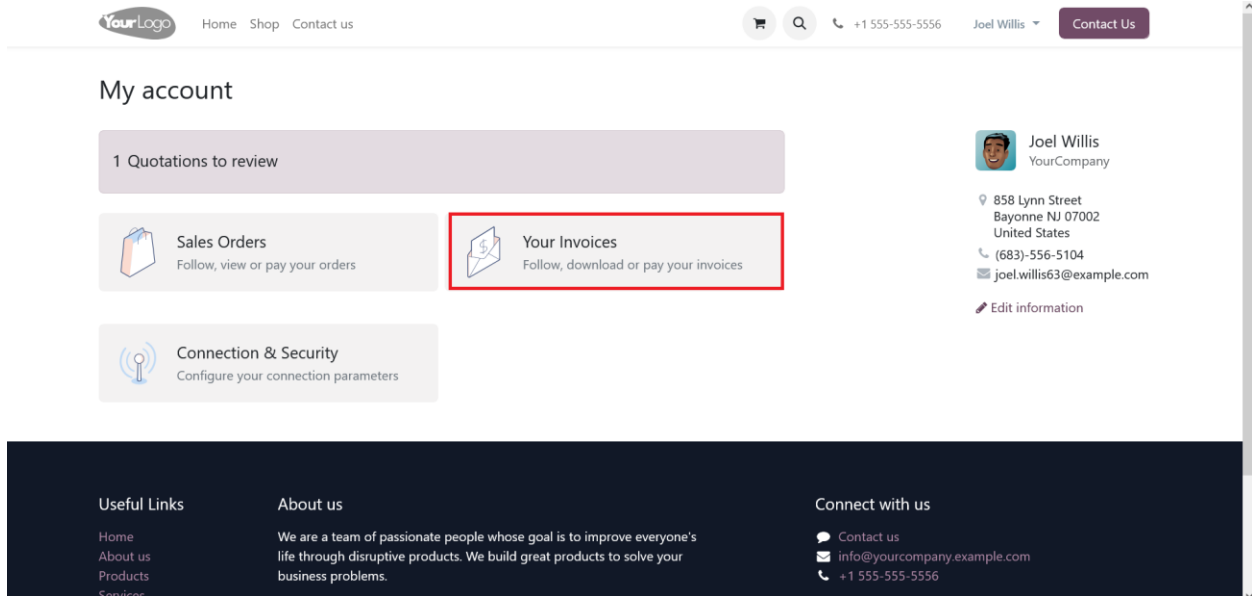 YourLogo Home Shop Contact us +1 555-555-5556 Joel Willis Contact Us
My account
1 Quotations to review
Sales Orders
Follow, view or pay your orders
Your Invoices
Follow, download or pay your invoices
Connection & Security
Configure your connection parameters
Joel Willis
YourCompany
858 Lynn Street
Bayonne NJ 07002
United States
(683)-556-5104
joel.willis63@example.com
Edit information
Useful Links
Home
About us
Products
Services
About us
We are a team of passionate people whose goal is to improve everyone's
life through disruptive products. We build great products to solve your
business problems.
Connect with us
Contact us
info@yourcompany.example.com
+1 555-555-5556